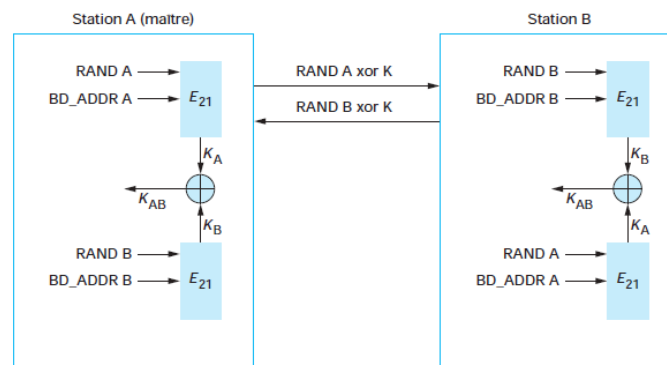 Station A (maître)
Station B
RAND A
BD_ADDR A
E21
KA
KAB
KB
RAND B
BD_ADDR B
E21
RAND A xor K
RAND B xor K
RAND B
BD_ADDR B
E21
KB
KAB
KA
RAND A
BD_ADDR A
E21